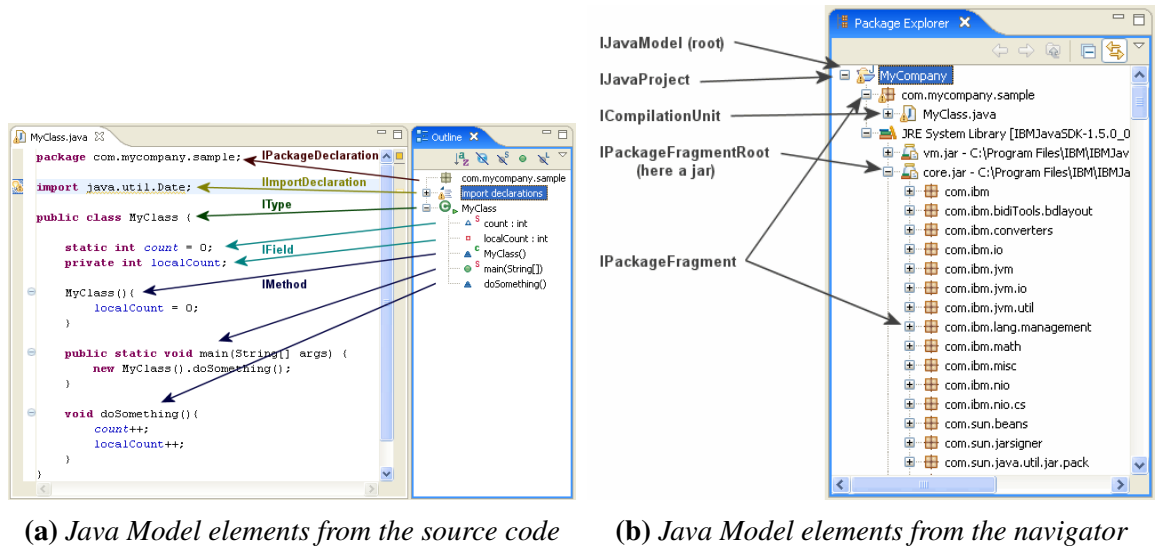 MyClass.java
package com.mycompany.sample;
IPackageDeclaration
import java.util.Date;
IImportDeclaration
public class MyClass {
IType
static int count = 0;
private int localCount;
IField
MyClass(){
IMethod
localCount = 0;
}
public static void main(String[] args) {
new MyClass().doSomething();
}
void doSomething(){
count++;
localCount++;
}
}
Outline
com.mycompany.sample
import declarations
MyClass
count : int
localCount : int
MyClass()
main(String[])
doSomething()
(a) Java Model elements from the source code
IJavaModel (root)
IJavaProject
ICompilationUnit
IPackageFragmentRoot
(here a jar)
IPackageFragment
Package Explorer
MyCompany
com.mycompany.sample
MyClass.java
JRE System Library [IBMJavaSDK-1.5.0_0
vm.jar - C:\Program Files\IBM\IBMJav
core.jar - C:\Program Files\IBM\IBMJa
com.ibm
com.ibm.bidiTools.bdlayout
com.ibm.converters
com.ibm.io
com.ibm.jvm
com.ibm.jvm.io
com.ibm.jvm.util
com.ibm.lang.management
com.ibm.math
com.ibm.misc
com.ibm.nio
com.ibm.nio.cs
com.sun.beans
com.sun.jarsigner
com.sun.java.util.jar.pack
(b) Java Model elements from the navigator